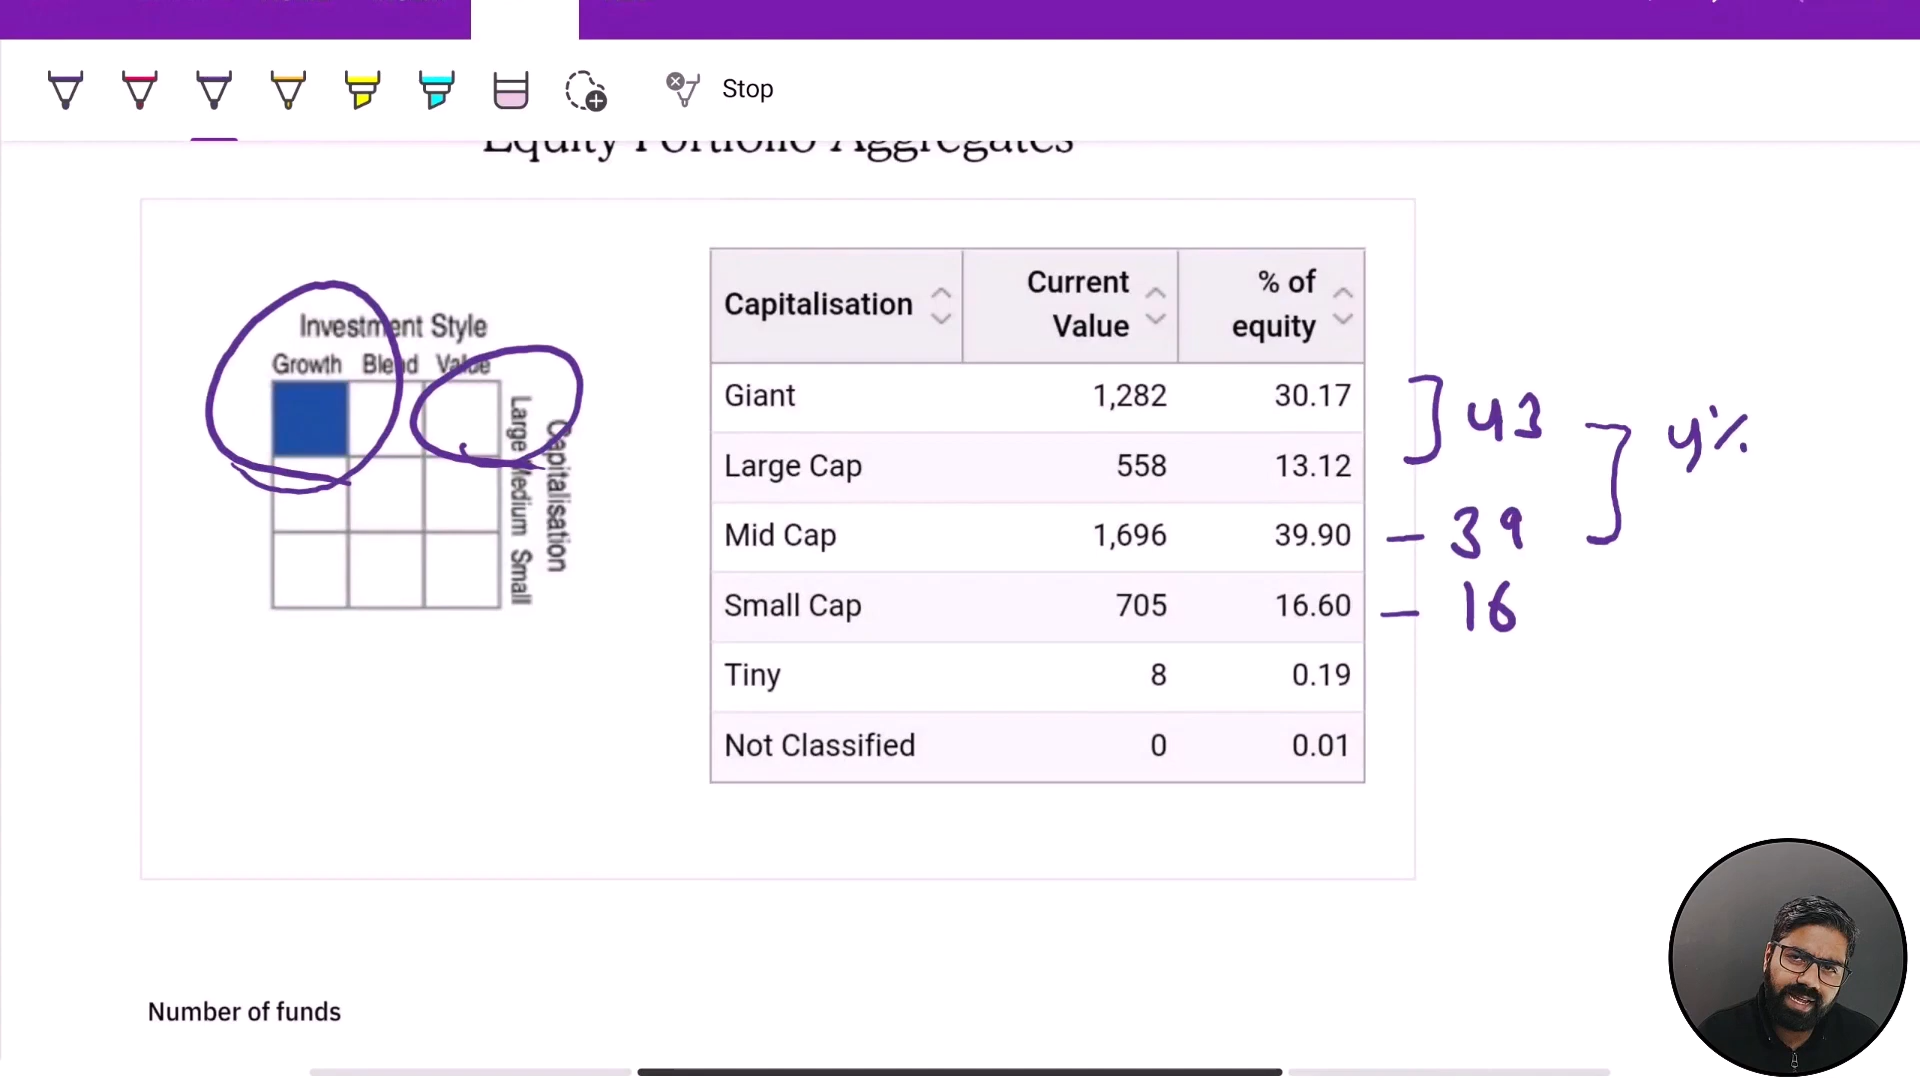 Stop
Equity Portfolio Aggregates
Investment Style
Growth Blend Value
Large Medium Small
Capitalisation
Capitalisation Current Value % of equity
Giant 1,282 30.17 43
4%
Large Cap 558 13.12
Mid Cap 1,696 39.90 - 39
Small Cap 705 16.60 - 16
Tiny 8 0.19
Not Classified 0 0.01
Number of funds